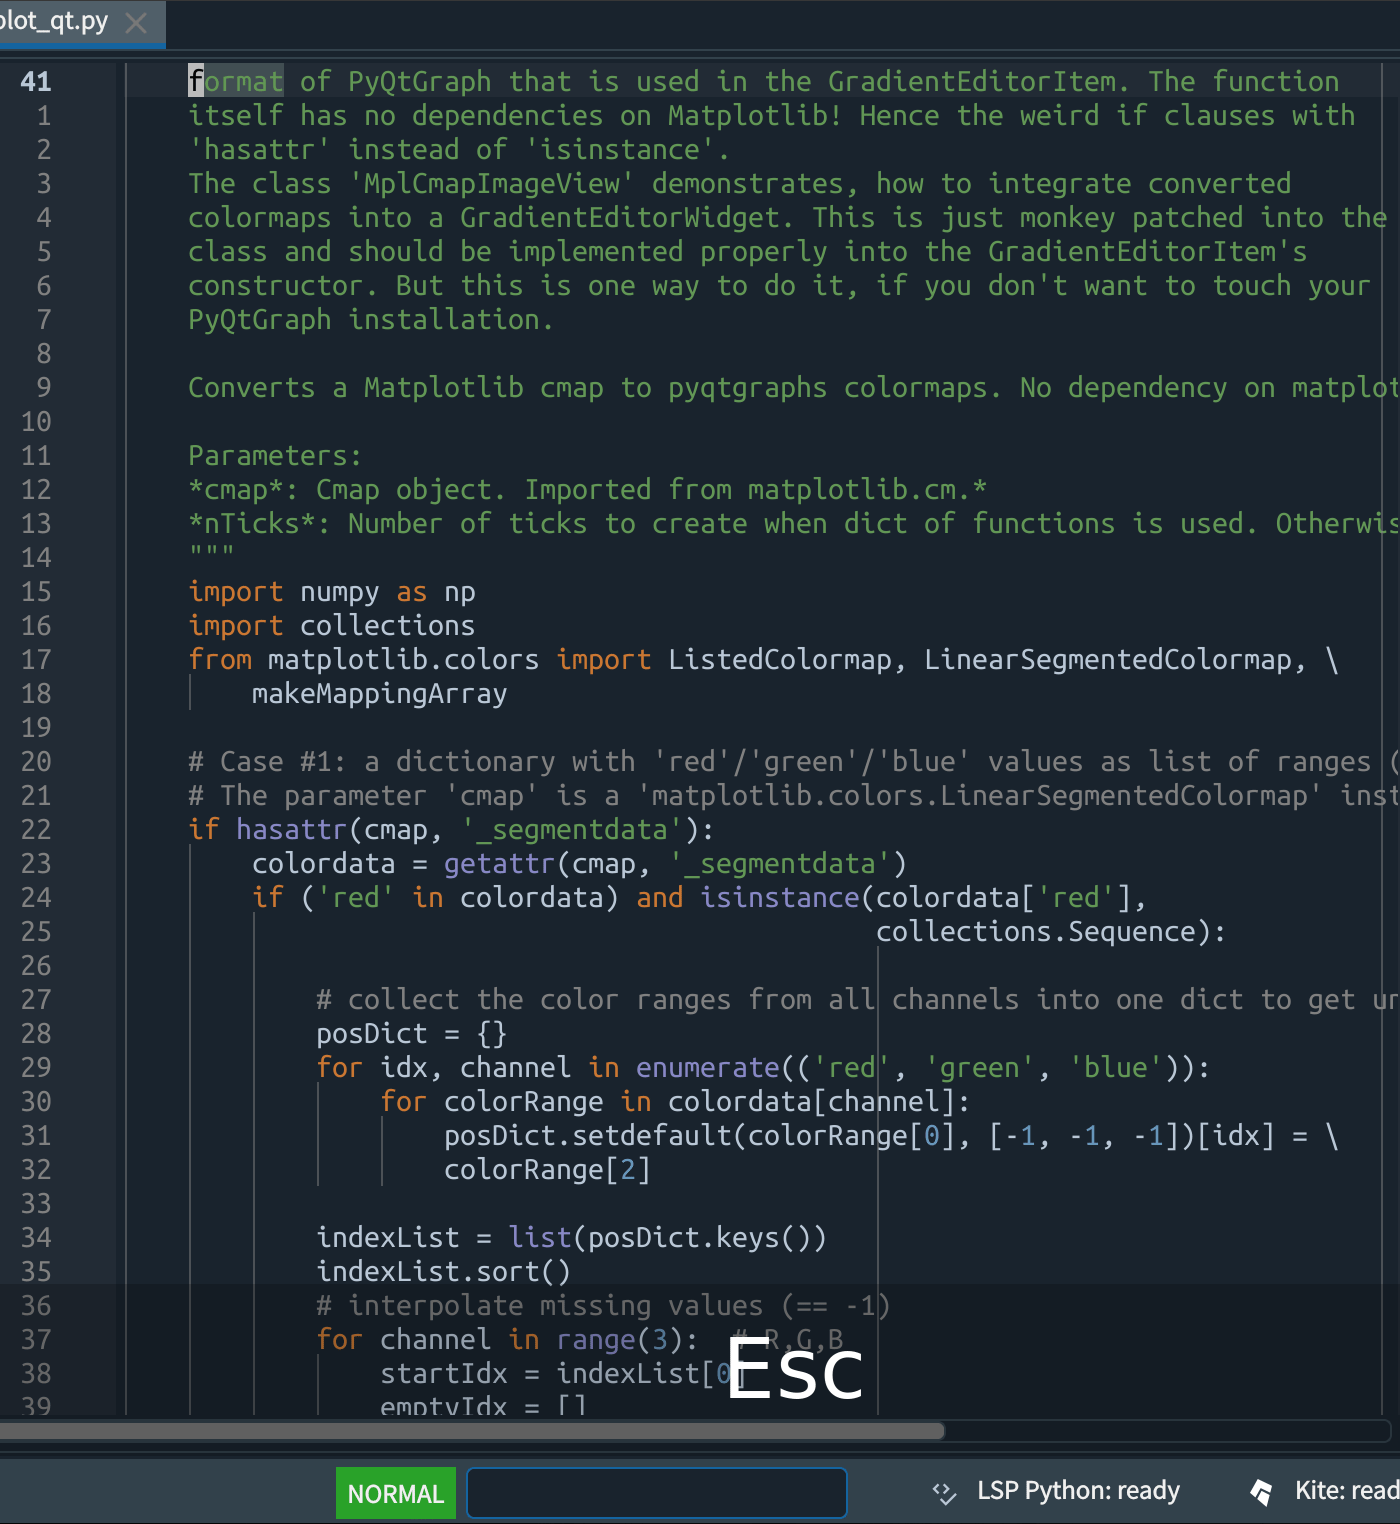 plot_qt.py
41 format of PyQtGraph that is used in the GradientEditorItem. The function
1 itself has no dependencies on Matplotlib! Hence the weird if clauses with
2 'hasattr' instead of 'isinstance'.
3 The class 'MplCmapImageView' demonstrates, how to integrate converted
4 colormaps into a GradientEditorWidget. This is just monkey patched into the
5 class and should be implemented properly into the GradientEditorItem's
6 constructor. But this is one way to do it, if you don't want to touch your
7 PyQtGraph installation.
8
9 Converts a Matplotlib cmap to pyqtgraphs colormaps. No dependency on matplot
10
11 Parameters:
12 *cmap*: Cmap object. Imported from matplotlib.cm.*
13 *nTicks*: Number of ticks to create when dict of functions is used. Otherwis
14 """
15 import numpy as np
16 import collections
17 from matplotlib.colors import ListedColormap, LinearSegmentedColormap, \
18 makeMappingArray
19
20 # Case #1: a dictionary with 'red'/'green'/'blue' values as list of ranges (
21 # The parameter 'cmap' is a 'matplotlib.colors.LinearSegmentedColormap' inst
22 if hasattr(cmap, '_segmentdata'):
23 colordata = getattr(cmap, '_segmentdata')
24 if ('red' in colordata) and isinstance(colordata['red'],
25 collections.Sequence):
26
27 # collect the color ranges from all channels into one dict to get un
28 posDict = {}
29 for idx, channel in enumerate(('red', 'green', 'blue')):
30 for colorRange in colordata[channel]:
31 posDict.setdefault(colorRange[0], [-1, -1, -1])[idx] = \
32 colorRange[2]
33
34 indexList = list(posDict.keys())
35 indexList.sort()
36 # interpolate missing values (== -1)
37 for channel in range(3): # R,G,B
38 startIdx = indexList[0]
39 emptyIdx = []
Esc
NORMAL LSP Python: ready Kite: read